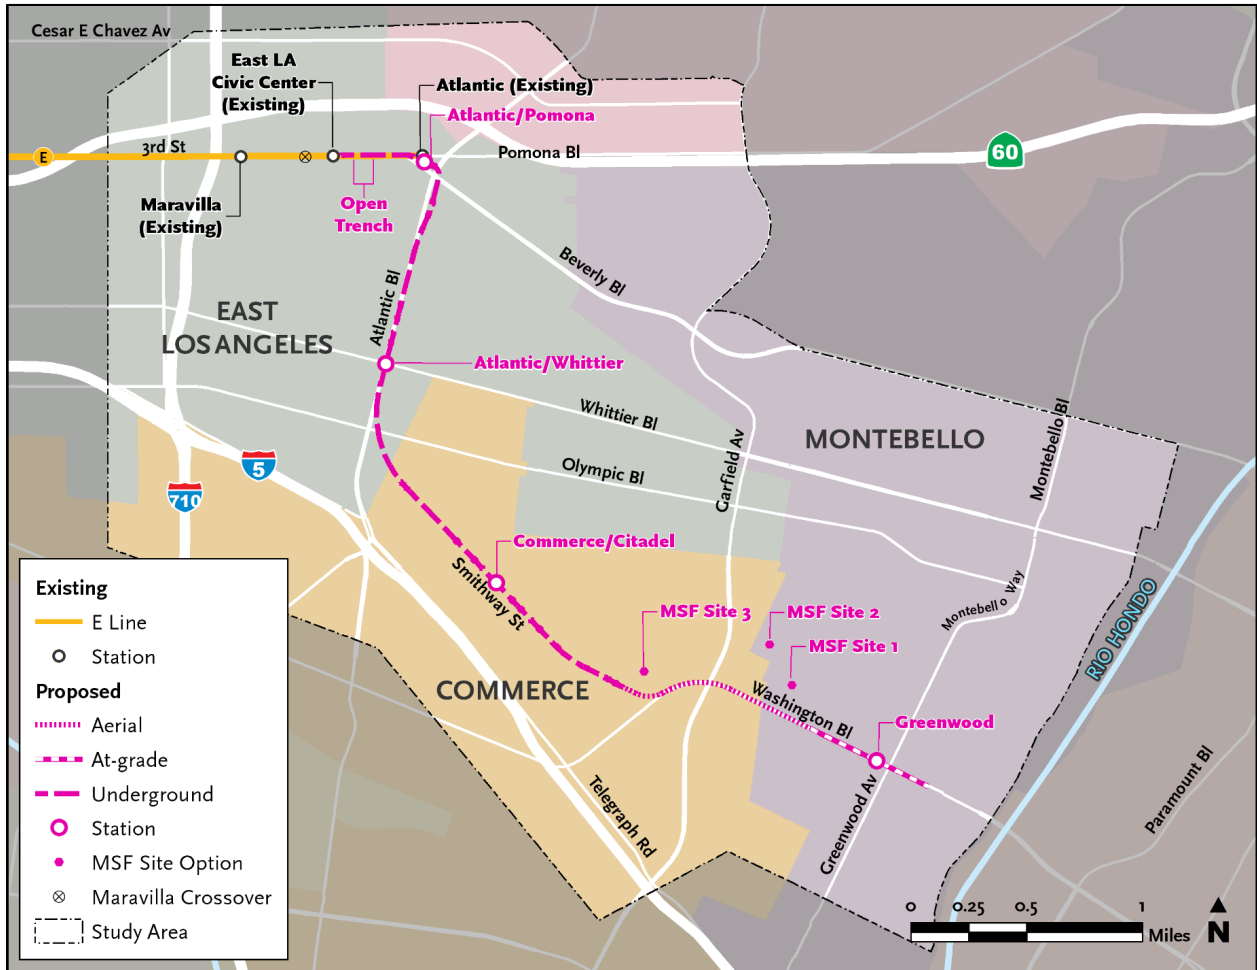 Cesar E Chavez Av
East LA
Civic Center
(Existing)
Atlantic (Existing)
Atlantic/Pomona
E
3rd St
Pomona Bl
60
Maravilla
(Existing)
Open
Trench
Beverly Bl
Atlantic Bl
EAST
LOS ANGELES
Atlantic/Whittier
Whittier Bl
MONTEBELLO
Montebello Bl
Garfield Av
Olympic Bl
5
710
Commerce/Citadel
Smithway St
Montebello Way
RIO HONDO
MSF Site 3
MSF Site 2
MSF Site 1
COMMERCE
Washington Bl
Greenwood
Telegraph Rd
Greenwood Av
Paramount Bl
Existing
E Line
Station
Proposed
Aerial
At-grade
Underground
Station
MSF Site Option
Maravilla Crossover
Study Area
0 0.25 0.5 1
Miles
N